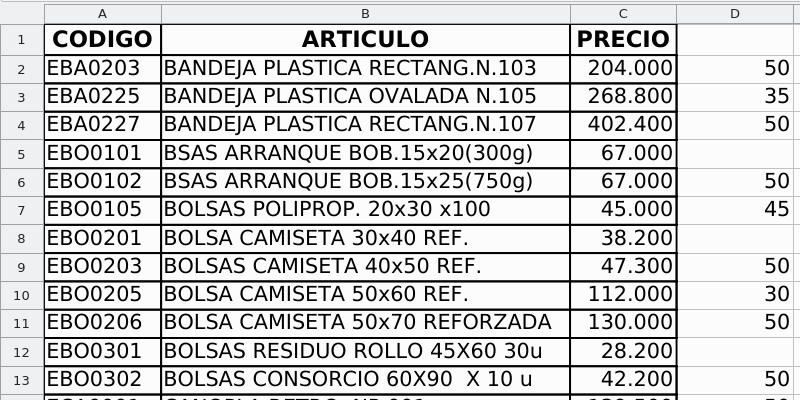 A B C D
1 CODIGO ARTICULO PRECIO
2 EBA0203 BANDEJA PLASTICA RECTANG.N.103 204.000 50
3 EBA0225 BANDEJA PLASTICA OVALADA N.105 268.800 35
4 EBA0227 BANDEJA PLASTICA RECTANG.N.107 402.400 50
5 EBO0101 BSAS ARRANQUE BOB.15x20(300g) 67.000
6 EBO0102 BSAS ARRANQUE BOB.15x25(750g) 67.000 50
7 EBO0105 BOLSAS POLIPROP. 20x30 x100 45.000 45
8 EBO0201 BOLSA CAMISETA 30x40 REF. 38.200
9 EBO0203 BOLSAS CAMISETA 40x50 REF. 47.300 50
10 EBO0205 BOLSA CAMISETA 50x60 REF. 112.000 30
11 EBO0206 BOLSA CAMISETA 50x70 REFORZADA 130.000 50
12 EBO0301 BOLSAS RESIDUO ROLLO 45X60 30u 28.200
13 EBO0302 BOLSAS CONSORCIO 60X90  X 10 u 42.200 50